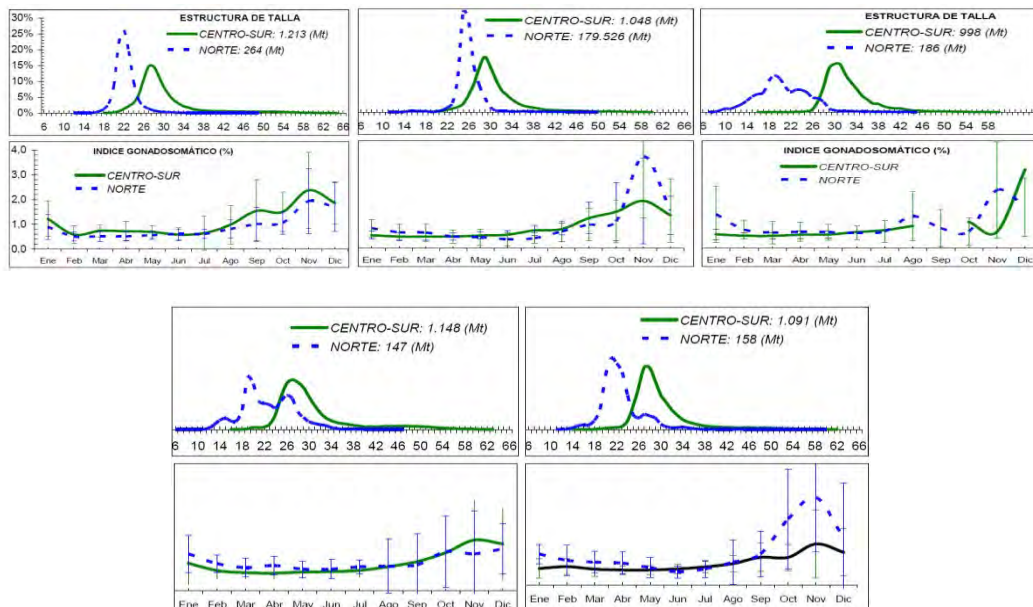 ESTRUCTURA DE TALLA
CENTRO-SUR: 1.213 (Mt)
NORTE: 264 (Mt)
30%
25%
20%
15%
10%
5%
0%
6 10 14 18 22 26 30 34 38 42 46 50 54 58 62 66
CENTRO-SUR: 1.048 (Mt)
NORTE: 179.526 (Mt)
6 10 14 18 22 26 30 34 38 42 46 50 54 58 62 66
ESTRUCTURA DE TALLA
CENTRO-SUR: 998 (Mt)
NORTE: 186 (Mt)
6 10 14 18 22 26 30 34 38 42 46 50 54 58
INDICE GONADOSOMÁTICO (%)
CENTRO-SUR
NORTE
4,0
3,0
2,0
1,0
0,0
Ene Feb Mar Abr May Jun Jul Ago Sep Oct Nov Dic
Ene Feb Mar Abr May Jun Jul Ago Sep Oct Nov Dic
INDICE GONADOSOMÁTICO (%)
CENTRO-SUR
NORTE
Ene Feb Mar Abr May Jun Jul Ago Sep Oct Nov Dic
CENTRO-SUR: 1.148 (Mt)
NORTE: 147 (Mt)
6 10 14 18 22 26 30 34 38 42 46 50 54 58 62 66
CENTRO-SUR: 1.091 (Mt)
NORTE: 158 (Mt)
6 10 14 18 22 26 30 34 38 42 46 50 54 58 62 66
Ene Feb Mar Abr May Jun Jul Ago Sep Oct Nov Dic
Ene Feb Mar Abr May Jun Jul Ago Sep Oct Nov Dic